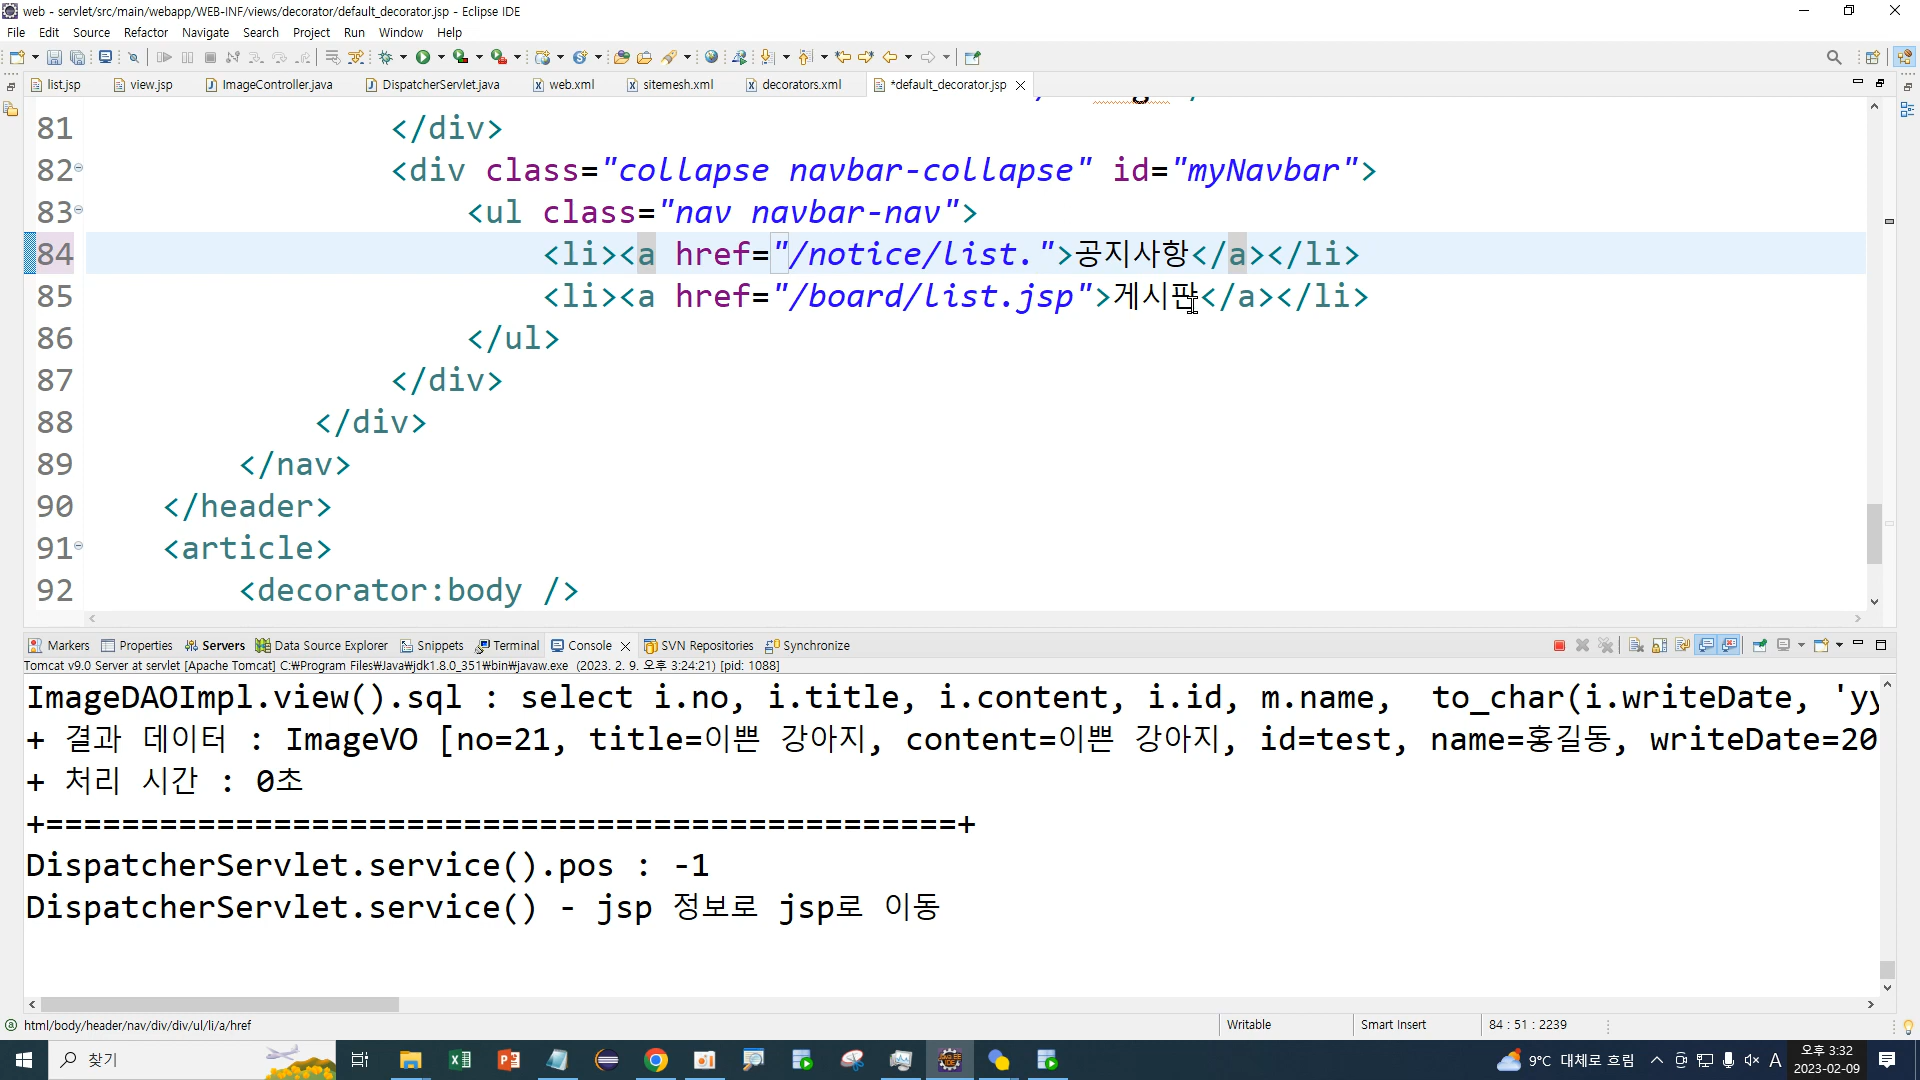 web - servlet/src/main/webapp/WEB-INF/views/decorator/default_decorator.jsp - Eclipse IDE
File Edit Source Refactor Navigate Search Project Run Window Help
list.jsp view.jsp ImageController.java DispatcherServlet.java web.xml sitemesh.xml decorators.xml *default_decorator.jsp
81 </div>
82 <div class="collapse navbar-collapse" id="myNavbar">
83 <ul class="nav navbar-nav">
84 <li><a href="/notice/list.">공지사항</a></li>
85 <li><a href="/board/list.jsp">게시판</a></li>
86 </ul>
87 </div>
88 </div>
89 </nav>
90 </header>
91 <article>
92 <decorator:body />
Markers Properties Servers Data Source Explorer Snippets Terminal Console SVN Repositories Synchronize
Tomcat v9.0 Server at servlet [Apache Tomcat] C:₩Program Files₩Java₩jdk1.8.0_351₩bin₩javaw.exe (2023. 2. 9. 오후 3:24:21) [pid: 1088]
ImageDAOImpl.view().sql : select i.no, i.title, i.content, i.id, m.name, to_char(i.writeDate, 'yy
+ 결과 데이터 : ImageVO [no=21, title=이쁜 강아지, content=이쁜 강아지, id=test, name=홍길동, writeDate=20
+ 처리 시간 : 0초
+================================================+
DispatcherServlet.service().pos : -1
DispatcherServlet.service() - jsp 정보로 jsp로 이동
html/body/header/nav/div/div/ul/li/a/href
Writable
Smart Insert
84 : 51 : 2239
찾기
9°C 대체로 흐림
A
오후 3:32
2023-02-09